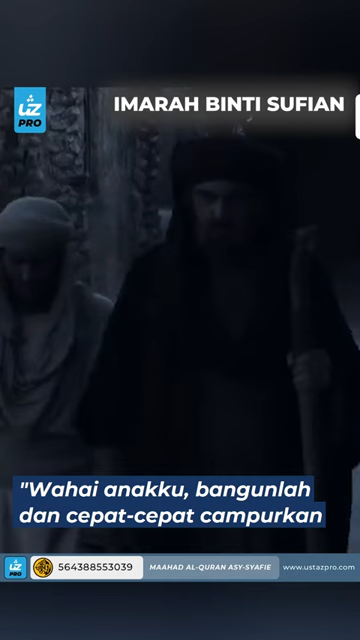 UZ
PRO
IMARAH BINTI SUFIAN
"Wahai anakku, bangunlah
dan cepat-cepat campurkan
UZ
PRO
564388553039
MAAHAD AL-QURAN ASY-SYAFIE
www.ustazpro.com